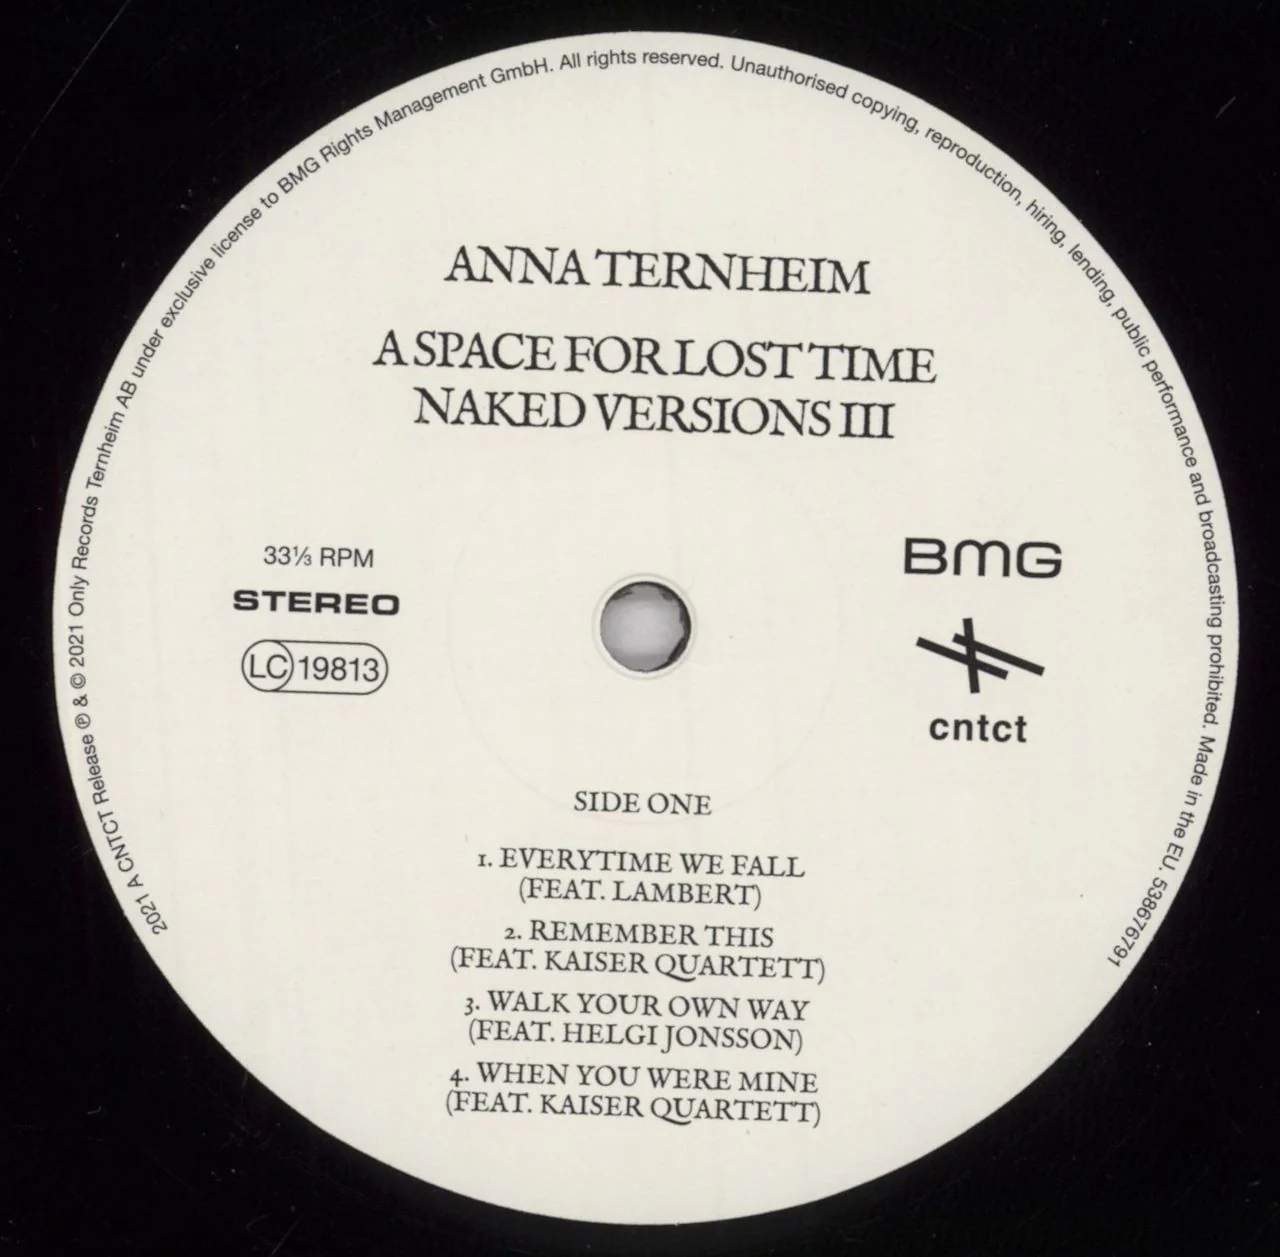 2021 A CNTCT Release ℗ & © 2021 Only Records Ternheim AB under exclusive license to BMG Rights Management GmbH. All rights reserved. Unauthorised copying, reproduction, hiring, lending, public performance and broadcasting prohibited. Made in the EU. 538676791
ANNA TERNHEIM
A SPACE FOR LOST TIME
NAKED VERSIONS III
33⅓ RPM
STEREO
LC 19813
BMG
cntct
SIDE ONE
1. EVERYTIME WE FALL
(FEAT. LAMBERT)
2. REMEMBER THIS
(FEAT. KAISER QUARTETT)
3. WALK YOUR OWN WAY
(FEAT. HELGI JONSSON)
4. WHEN YOU WERE MINE
(FEAT. KAISER QUARTETT)